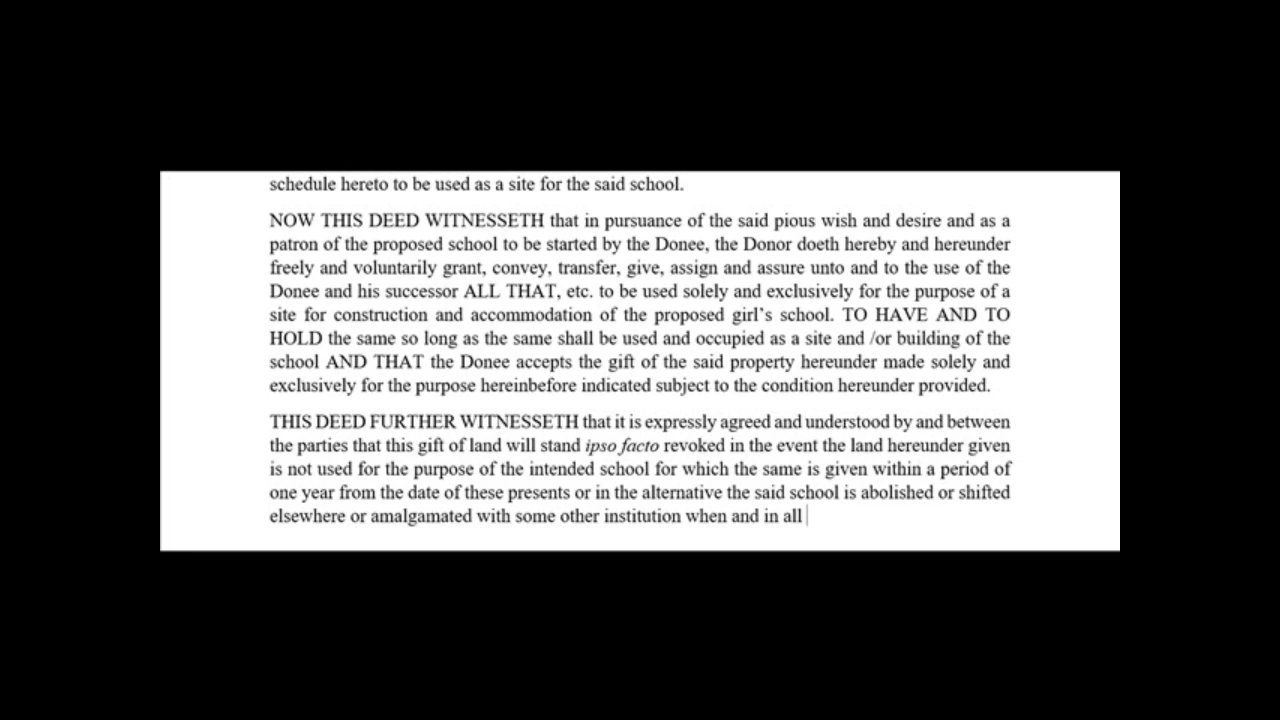 schedule hereto to be used as a site for the said school.
NOW THIS DEED WITNESSETH that in pursuance of the said pious wish and desire and as a
patron of the proposed school to be started by the Donee, the Donor doeth hereby and hereunder
freely and voluntarily grant, convey, transfer, give, assign and assure unto and to the use of the
Donee and his successor ALL THAT, etc. to be used solely and exclusively for the purpose of a
site for construction and accommodation of the proposed girl's school. TO HAVE AND TO
HOLD the same so long as the same shall be used and occupied as a site and /or building of the
school AND THAT the Donee accepts the gift of the said property hereunder made solely and
exclusively for the purpose hereinbefore indicated subject to the condition hereunder provided.
THIS DEED FURTHER WITNESSETH that it is expressly agreed and understood by and between
the parties that this gift of land will stand ipso facto revoked in the event the land hereunder given
is not used for the purpose of the intended school for which the same is given within a period of
one year from the date of these presents or in the alternative the said school is abolished or shifted
elsewhere or amalgamated with some other institution when and in all